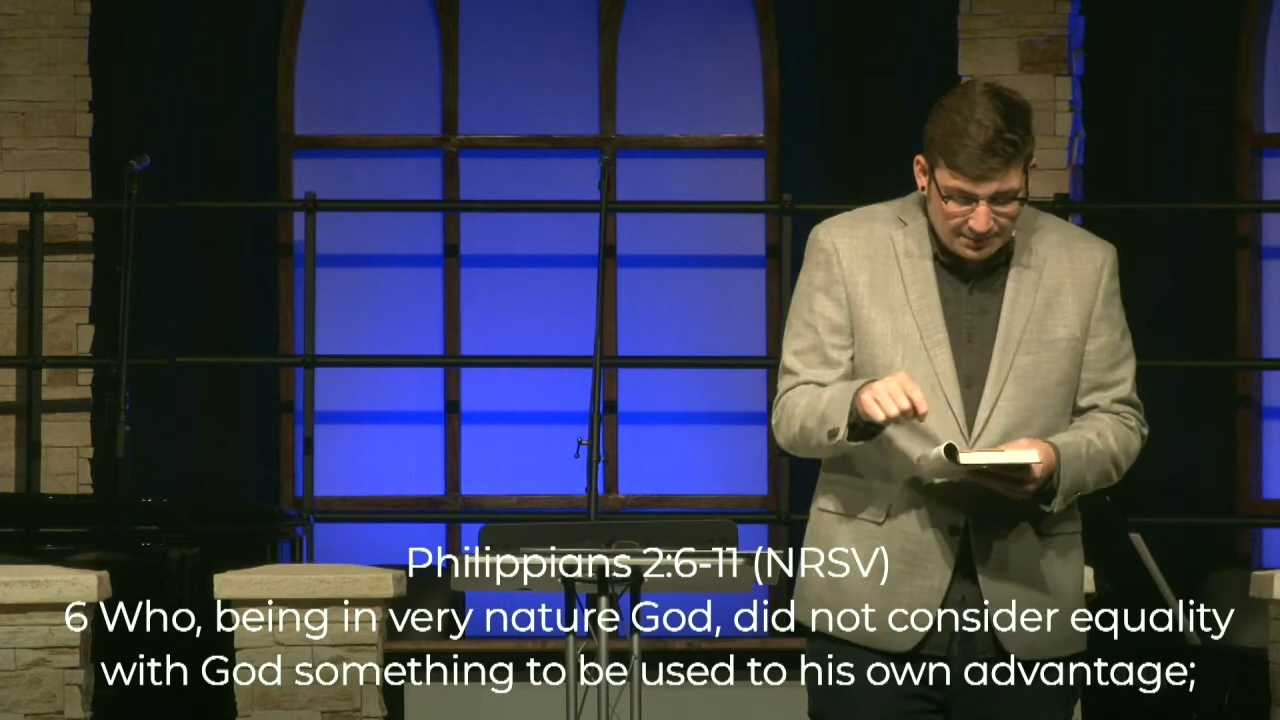 Philippians 2:6-11 (NRSV)
6 Who, being in very nature God, did not consider equality
with God something to be used to his own advantage;